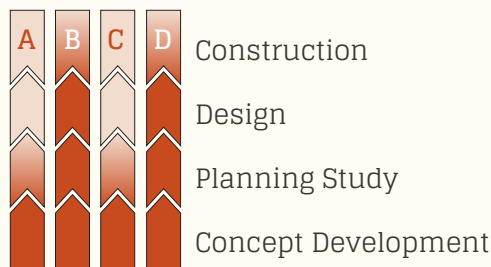 A B C D
Construction
Design
Planning Study
Concept Development